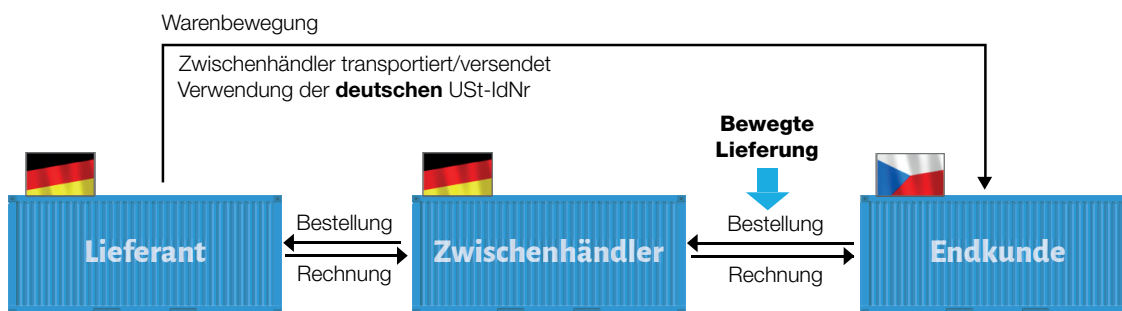 Warenbewegung
Zwischenhändler transportiert/versendet
Verwendung der deutschen USt-IdNr
Bewegte
Lieferung
Lieferant
Bestellung
Rechnung
Zwischenhändler
Bestellung
Rechnung
Endkunde